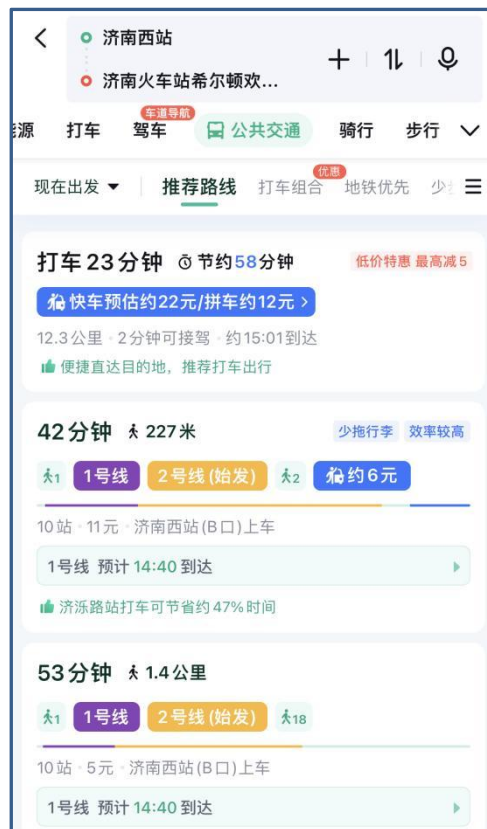 济南西站
济南火车站希尔顿欢...
源 打车 驾车 车道导航 公共交通 骑行 步行
现在出发 推荐路线 打车组合 优惠 地铁优先 少
打车23分钟 节约58分钟 低价特惠 最高减5
快车预估约22元/拼车约12元 >
12.3公里·2分钟可接驾·约15:01到达
便捷直达目的地，推荐打车出行
42分钟 227米 少拖行李 效率较高
1 1号线 2号线(始发) 2 约6元
10站·11元·济南西站(B口)上车
1号线 预计14:40到达
济泺路站打车可节省约47%时间
53分钟 1.4公里
1 1号线 2号线(始发) 18
10站·5元·济南西站(B口)上车
1号线 预计14:40到达